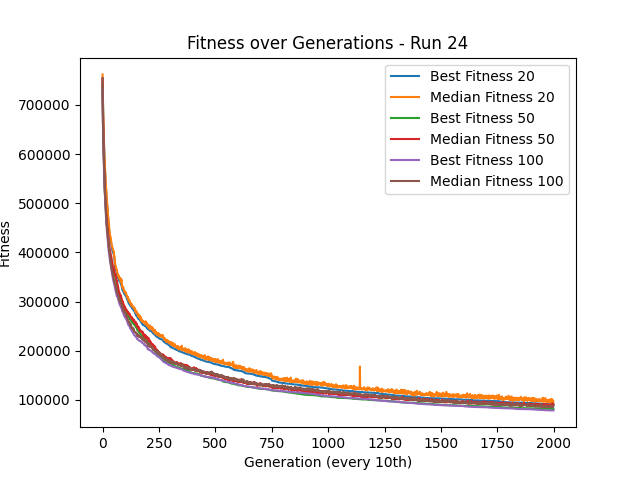 Fitness over Generations - Run 24
Best Fitness 20
Median Fitness 20
Best Fitness 50
Median Fitness 50
Best Fitness 100
Median Fitness 100
700000
600000
500000
400000
300000
200000
100000
Fitness
0 250 500 750 1000 1250 1500 1750 2000
Generation (every 10th)